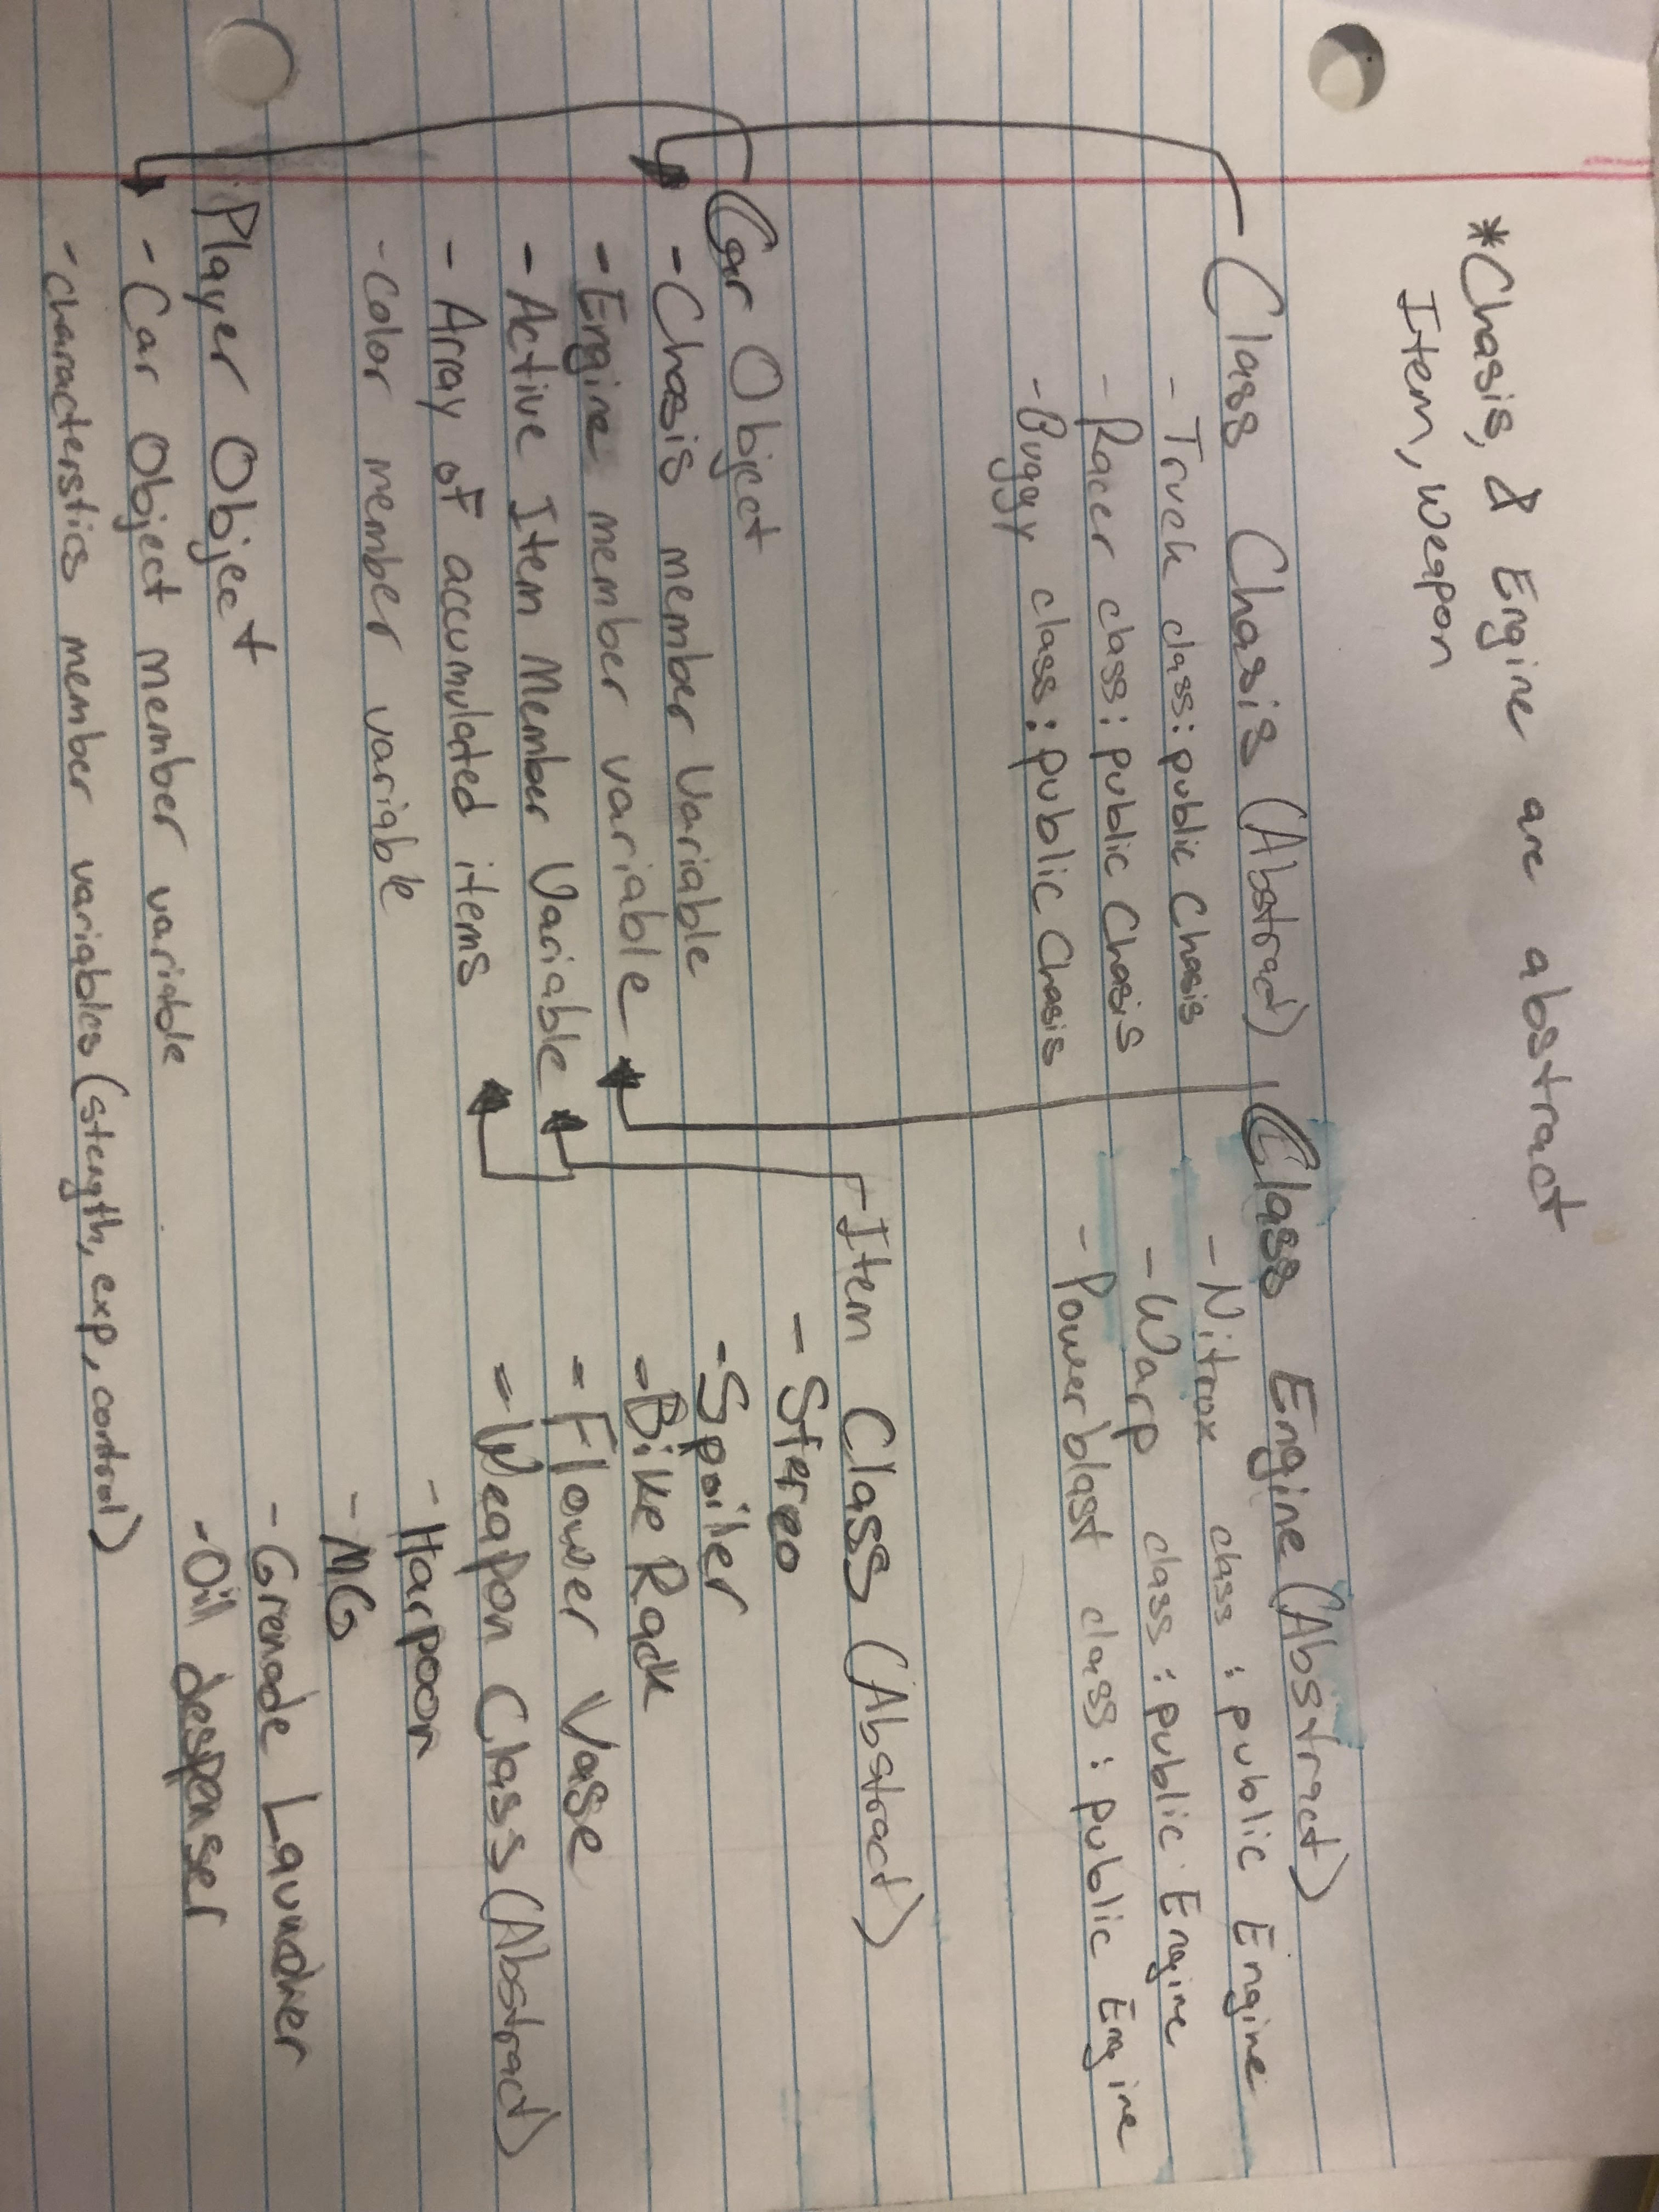 *Chasis, & Engine are abstract
Item, Weapon
Class Chasis (Abstract)
- Truck class: public Chasis
- Racer class: public Chasis
- Buggy class: public Chasis
Class Engine (Abstract)
- Nitrox class : public Engine
- Warp class : public Engine
- Powerblast class : public Engine
Car Object
- Chasis member variable
- Engine member variable
- Active Item Member Variable
- Array of accumulated items
- Color member variable
Item Class (Abstract)
- Stereo
- Spoiler
- Bike Rack
- Flower Vase
- Weapon Class (Abstract)
- Harpoon
- MG
- Grenade Launcher
- Oil despenser
Player Object
- Car Object member variable
- characterstics member variables (stength, exp, control)